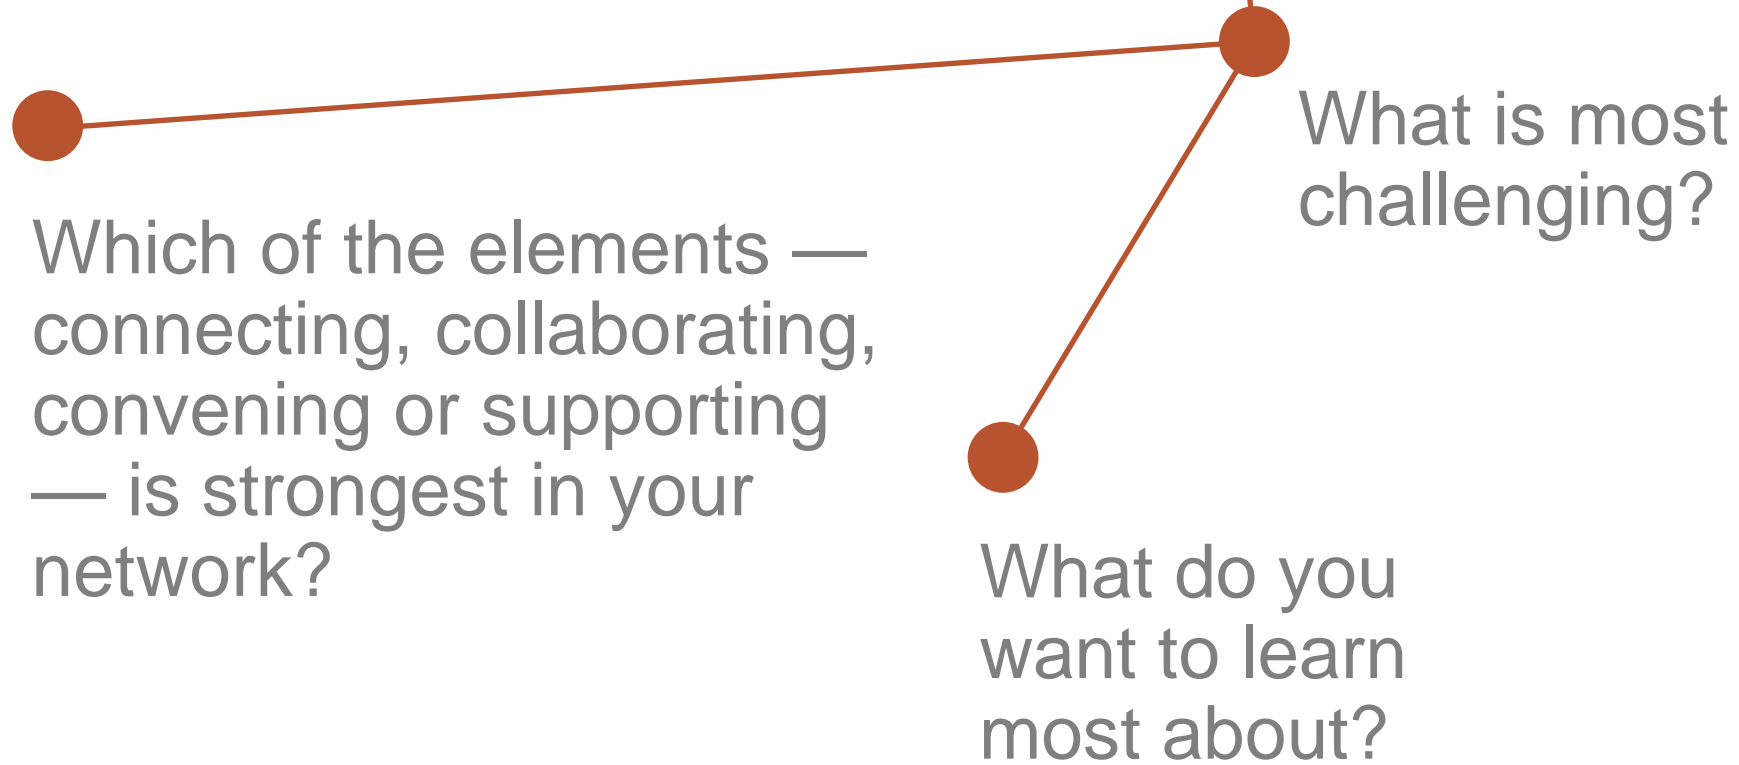 Which of the elements —
connecting, collaborating,
convening or supporting
— is strongest in your
network?
What is most
challenging?
What do you
want to learn
most about?